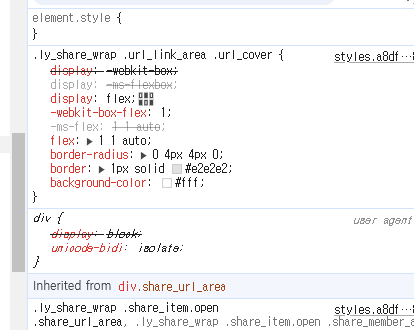 element.style {
}
.ly_share_wrap .url_link_area .url_cover { styles.a8df…8
display: -webkit-box;
display: -ms-flexbox;
display: flex;
-webkit-box-flex: 1;
-ms-flex: 1 1 auto;
flex: ▶ 1 1 auto;
border-radius: ▶ 0 4px 4px 0;
border: ▶ 1px solid #e2e2e2;
background-color: #fff;
}
div { user agent
display: block;
unicode-bidi: isolate;
}
Inherited from div.share_url_area
.ly_share_wrap .share_item.open styles.a8df…8
.share_url_area, .ly_share_wrap .share_item.open .share_member_a